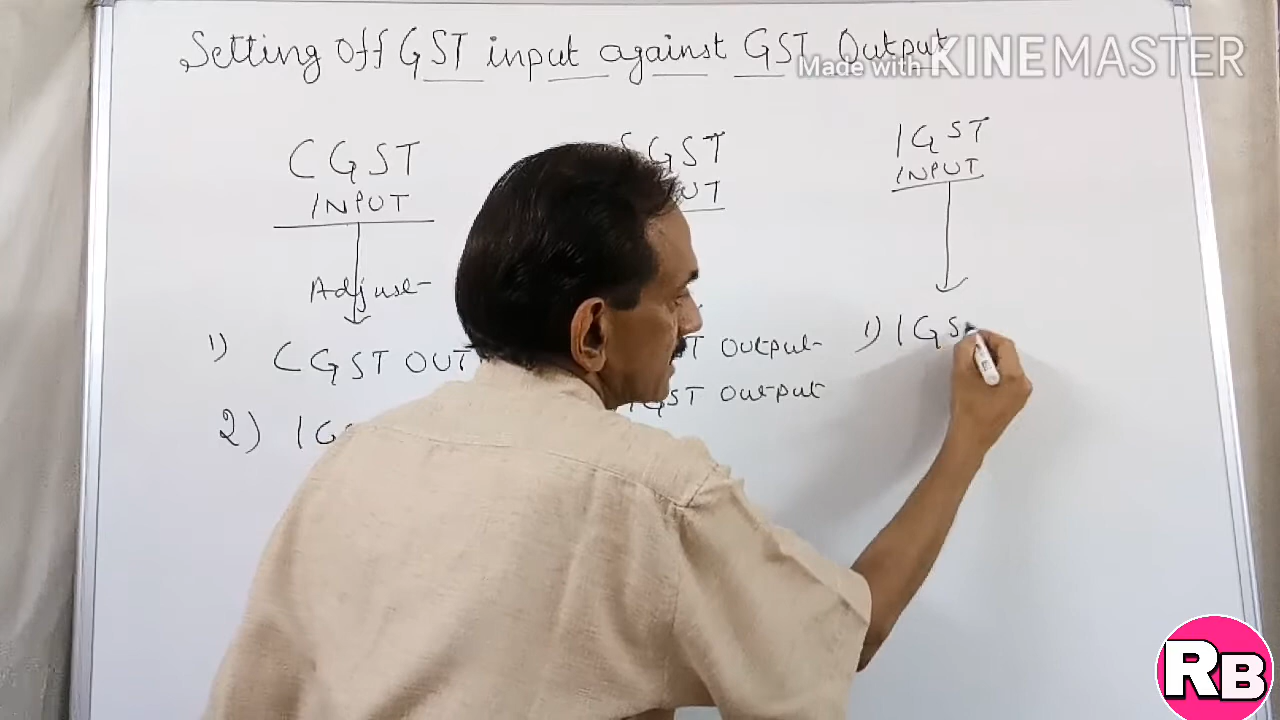 Setting Off GST input against GST Output
Made with KINEMASTER
CGST
INPUT
Adjust
1) CGST OUT
2) IG
GST
UT
T Output
IGST Output
IGST
INPUT
1) IGS
RB